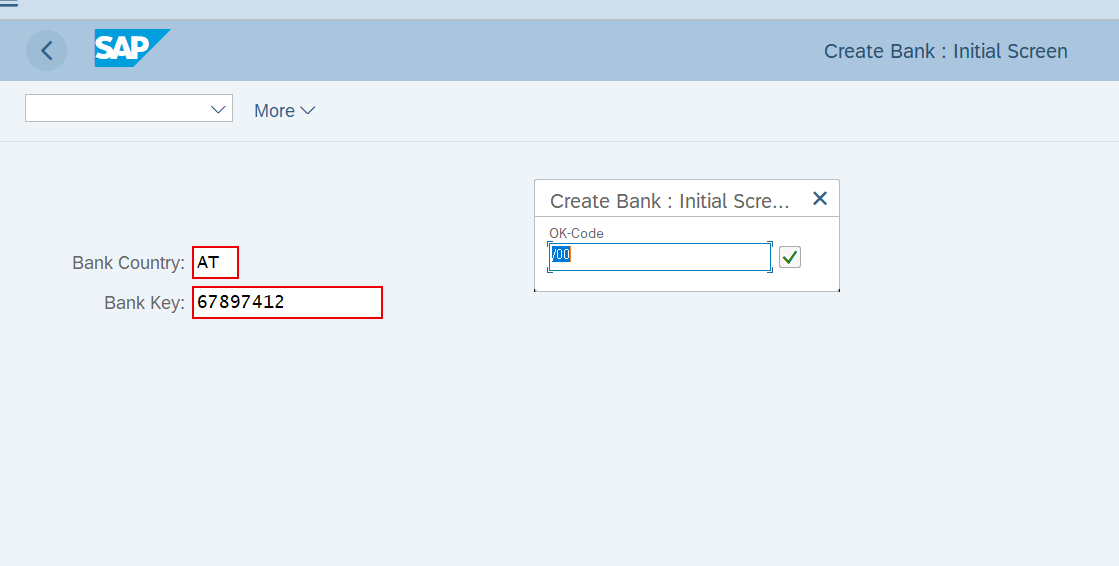 SAP
Create Bank : Initial Screen
More
Create Bank : Initial Scre...
OK-Code
/00
Bank Country: AT
Bank Key: 67897412